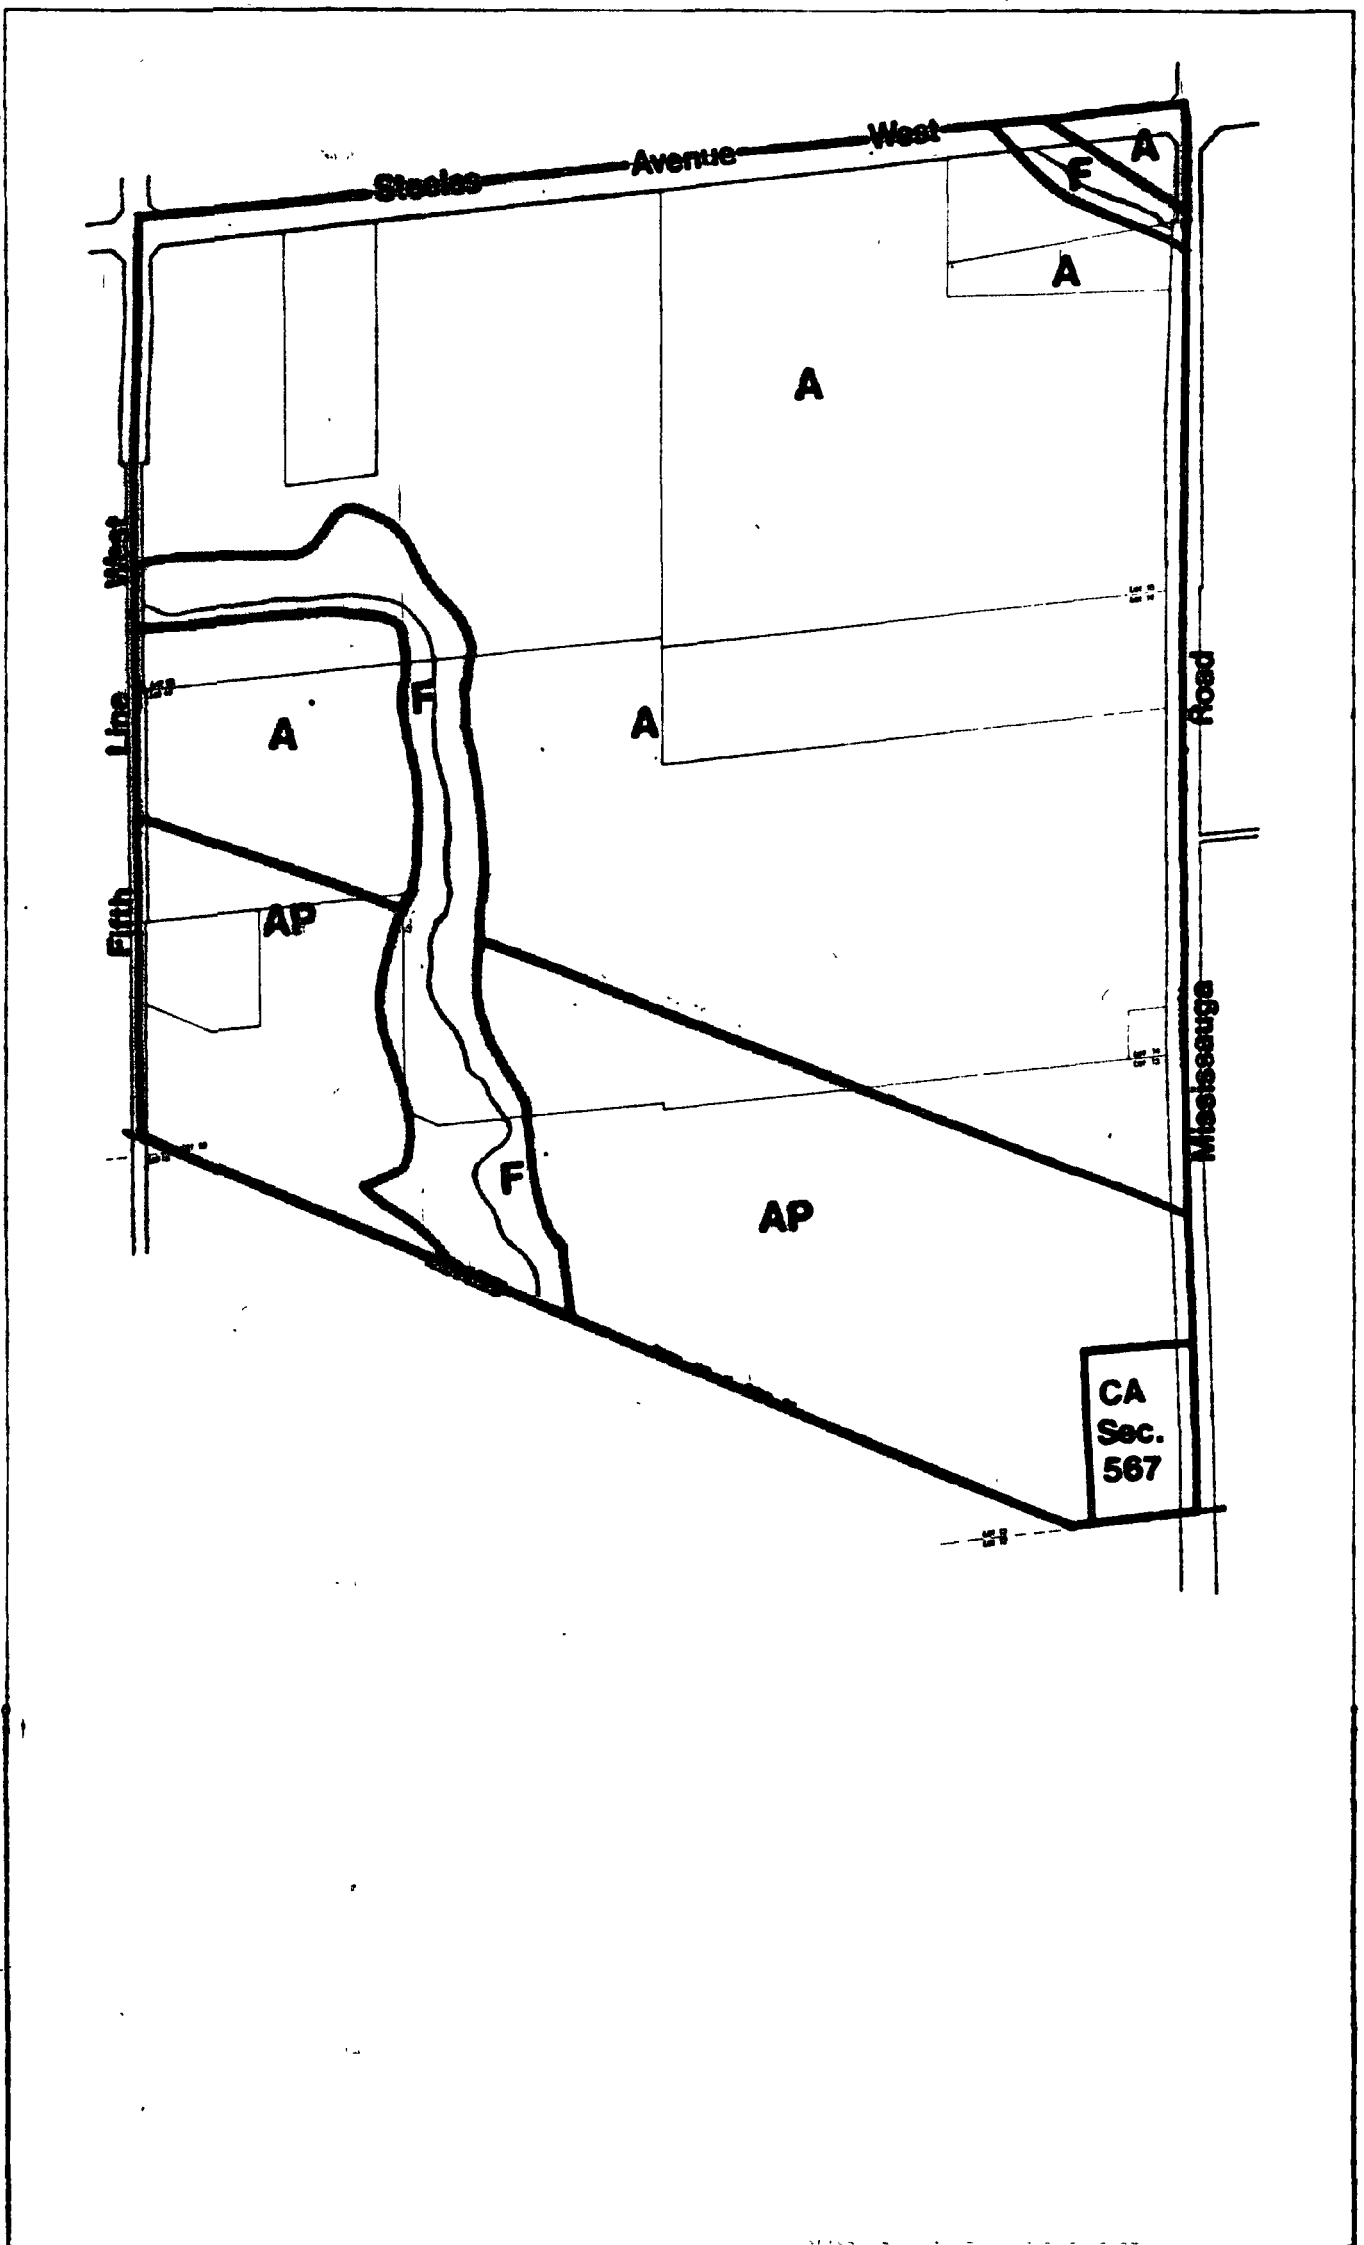 Steeles Avenue West
A
F
A
A
West
Line
Fifth
F
A
A
Road
AP
Mississauga
F
AP
CA
Sec.
567